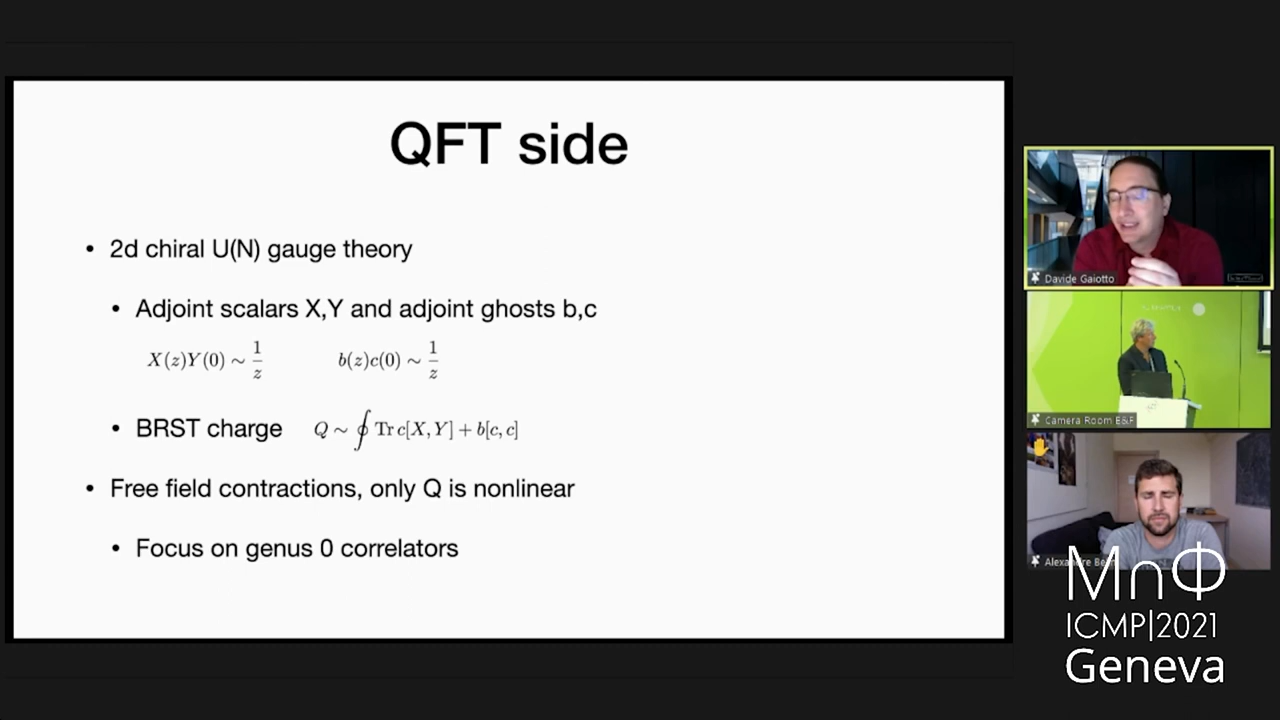 QFT side
• 2d chiral U(N) gauge theory
• Adjoint scalars X,Y and adjoint ghosts b,c
X(z)Y(0) ∼ 1/z b(z)c(0) ∼ 1/z
• BRST charge Q ∼ ∮ Tr c[X, Y] + b[c, c]
• Free field contractions, only Q is nonlinear
• Focus on genus 0 correlators
Davide Gaiotto
Camera Room E&F
Alexandre
M∩Φ
ICMP|2021
Geneva